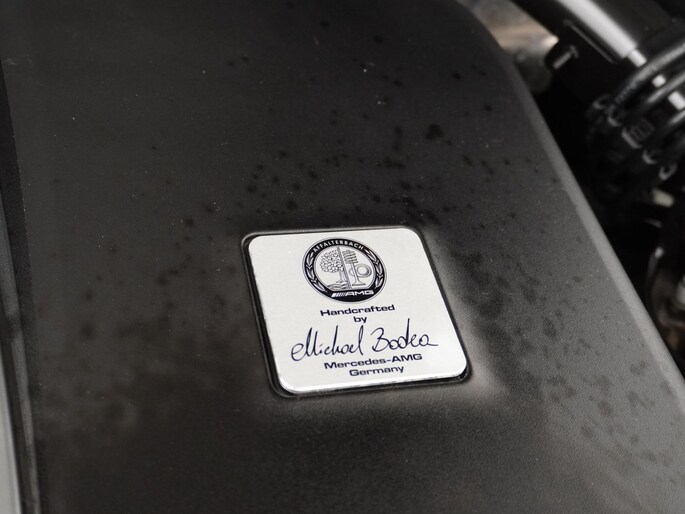 AFFALTERBACH
AMG
Handcrafted
by
Michael Bodea
Mercedes-AMG
Germany